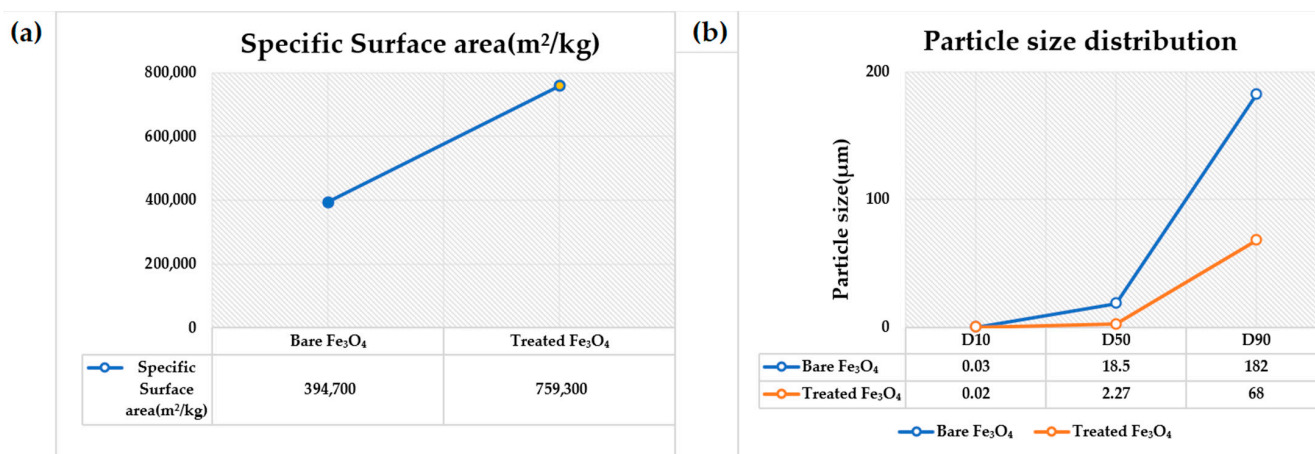 (a)
Specific Surface area(m²/kg)
800,000
600,000
400,000
200,000
0
Bare Fe₃O₄ Treated Fe₃O₄
Specific
Surface
area(m²/kg)
394,700 759,300
(b)
Particle size distribution
Particle size(µm)
200
100
0
D10 D50 D90
Bare Fe₃O₄ 0.03 18.5 182
Treated Fe₃O₄ 0.02 2.27 68
Bare Fe₃O₄ Treated Fe₃O₄